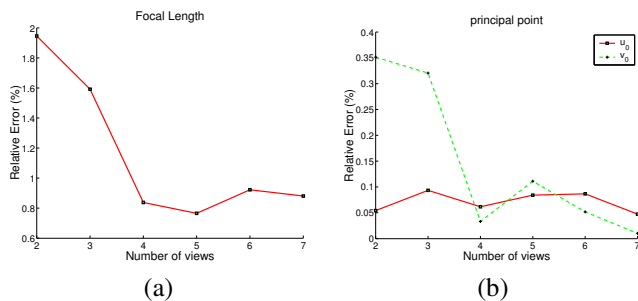 Focal Length
2
1.8
1.6
1.4
1.2
1
0.8
0.6
Relative Error (%)
2 3 4 5 6 7
Number of views
(a)
principal point
0.4
0.35
0.3
0.25
0.2
0.15
0.1
0.05
0
Relative Error (%)
2 3 4 5 6 7
Number of views
u₀
v₀
(b)